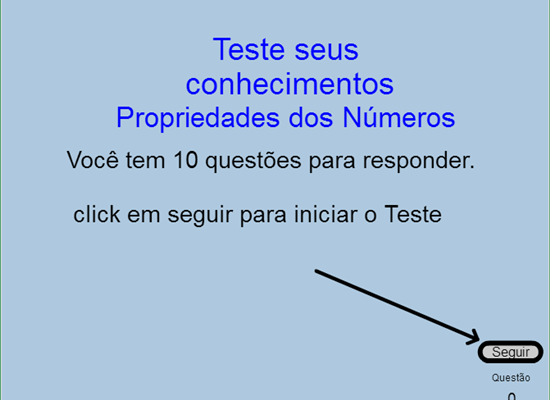 Teste seus
conhecimentos
Propriedades dos Números
Você tem 10 questões para responder.
click em seguir para iniciar o Teste
Seguir
Questão
0